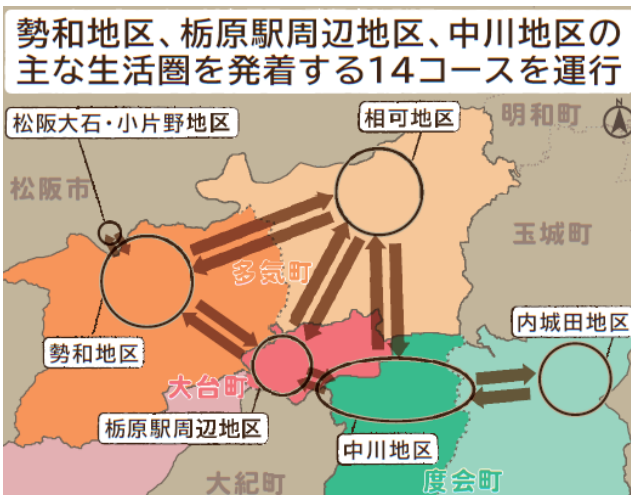 勢和地区、栃原駅周辺地区、中川地区の
主な生活圏を発着する14コースを運行
松阪大石・小片野地区
相可地区
明和町
N
松阪市
玉城町
多気町
内城田地区
勢和地区
大台町
栃原駅周辺地区
中川地区
大紀町
度会町